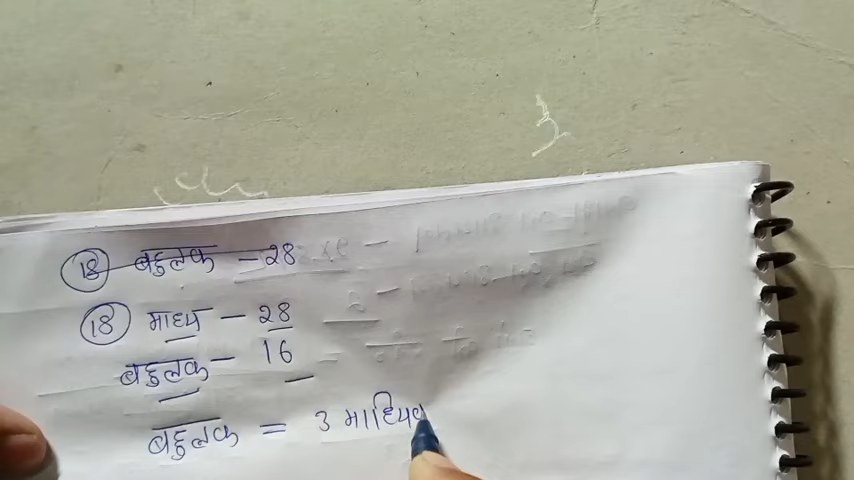 18 बहुलक - 28
18 माध्य - 28
बहुलक - 16
बहुलक = 3 माध्यिक